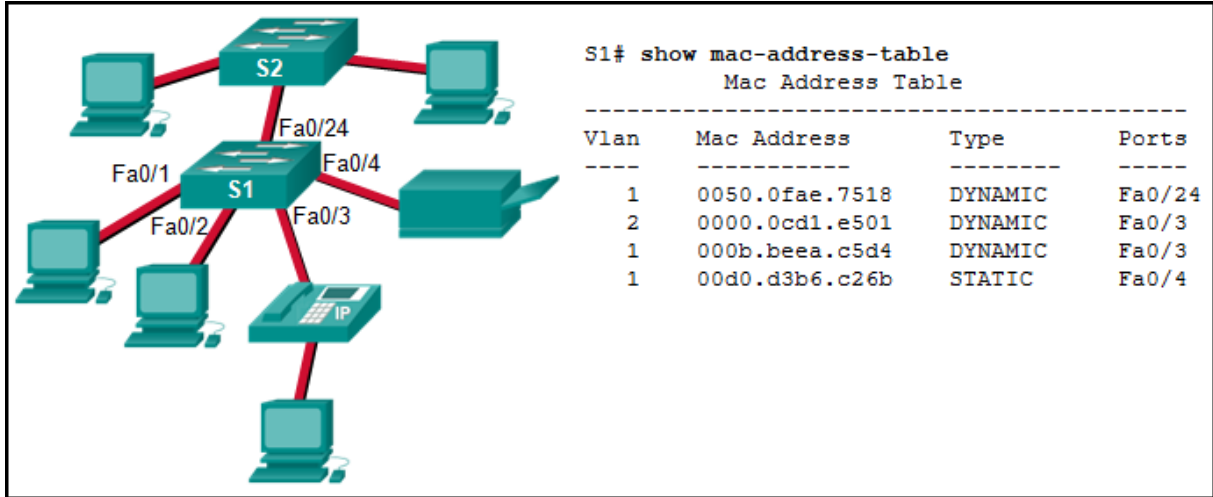 S2
Fa0/24
Fa0/1
Fa0/4
S1
Fa0/2
Fa0/3
IP
S1# show mac-address-table
Mac Address Table
-------------------------------------------
Vlan Mac Address Type Ports
---- ----------- -------- -----
1 0050.0fae.7518 DYNAMIC Fa0/24
2 0000.0cd1.e501 DYNAMIC Fa0/3
1 000b.beea.c5d4 DYNAMIC Fa0/3
1 00d0.d3b6.c26b STATIC Fa0/4